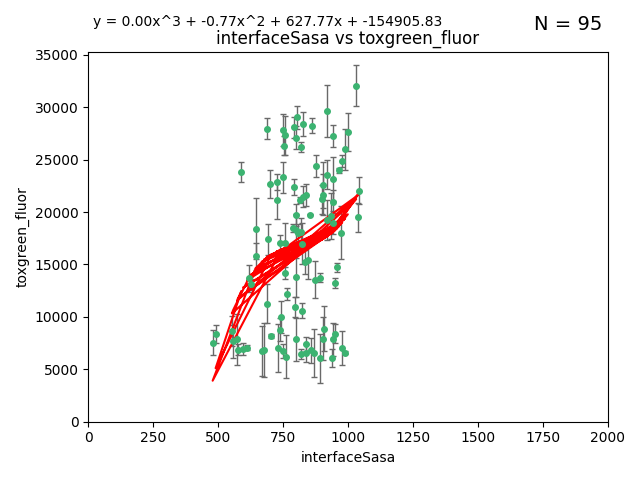 y = 0.00x^3 + -0.77x^2 + 627.77x + -154905.83
N = 95
interfaceSasa vs toxgreen_fluor
35000
30000
25000
20000
15000
10000
5000
0
toxgreen_fluor
0 250 500 750 1000 1250 1500 1750 2000
interfaceSasa